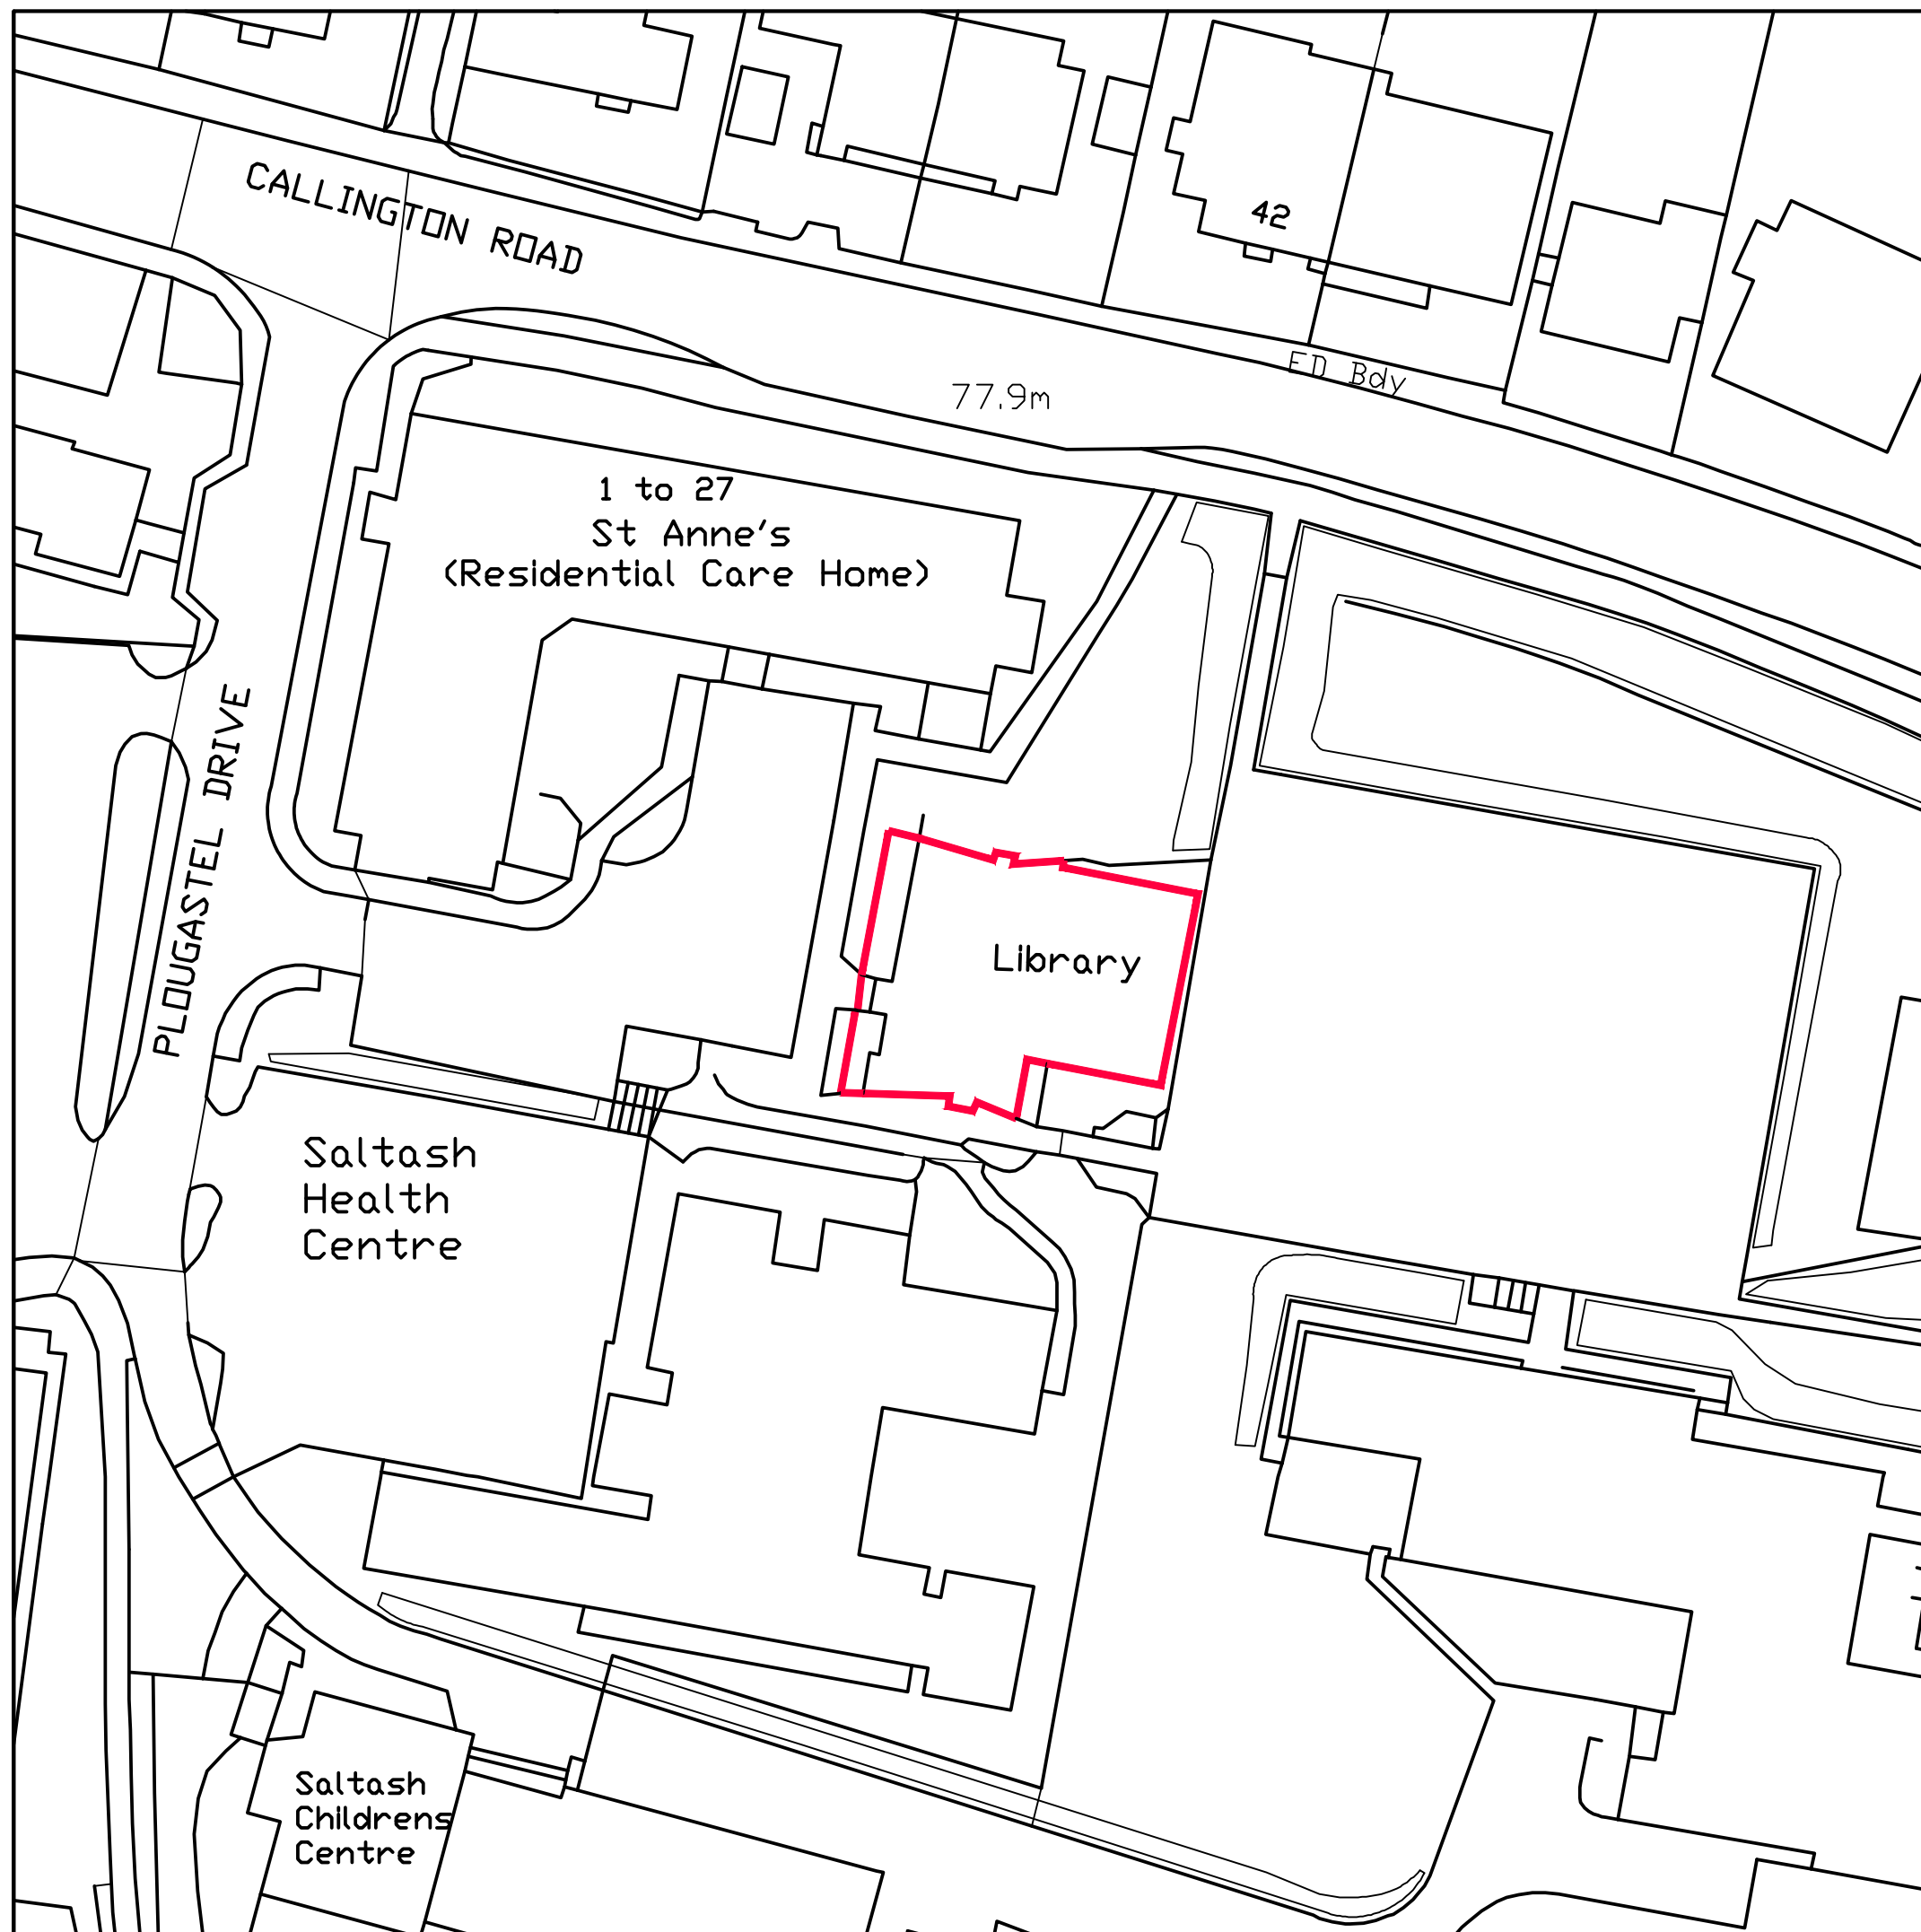 CALLINGTON ROAD
42
ED Bdy
77.9m
1 to 27
St Anne's
(Residential Care Home)
PLOUGASTEL DRIVE
Library
Saltash
Health
Centre
Saltash
Childrens
Centre